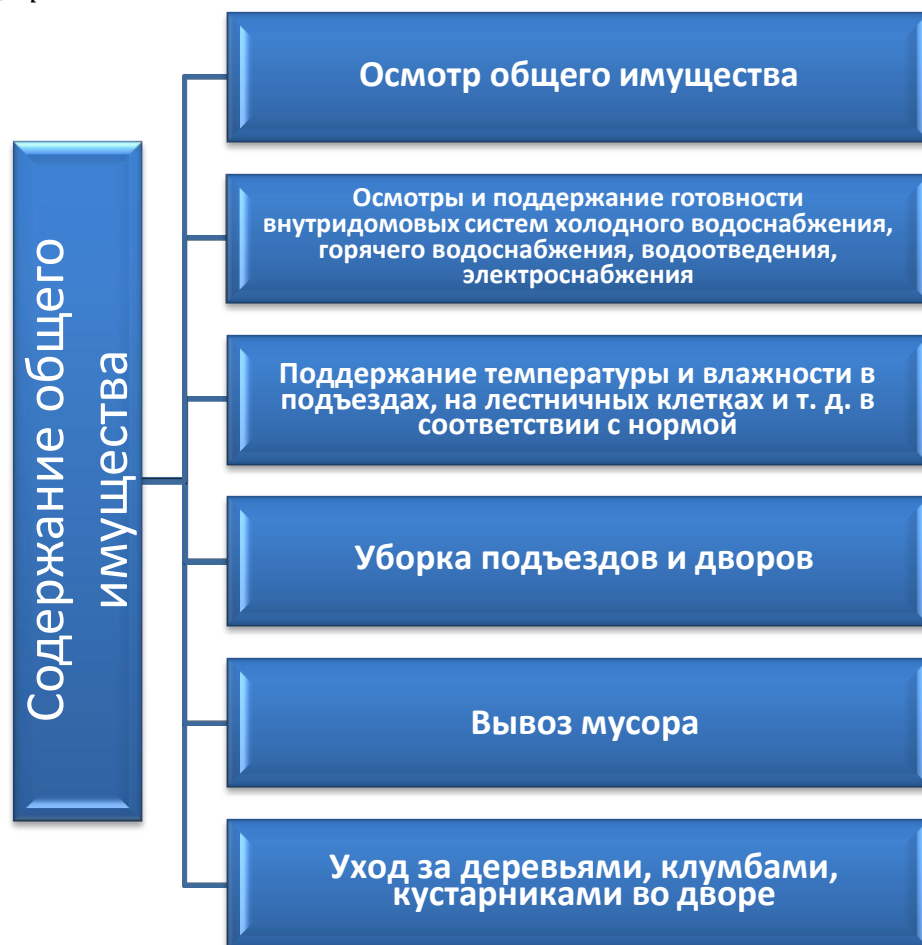 Содержание общего
имущества
Осмотр общего имущества
Осмотры и поддержание готовности
внутридомовых систем холодного водоснабжения,
горячего водоснабжения, водоотведения,
электроснабжения
Поддержание температуры и влажности в
подъездах, на лестничных клетках и т. д. в
соответствии с нормой
Уборка подъездов и дворов
Вывоз мусора
Уход за деревьями, клумбами,
кустарниками во дворе